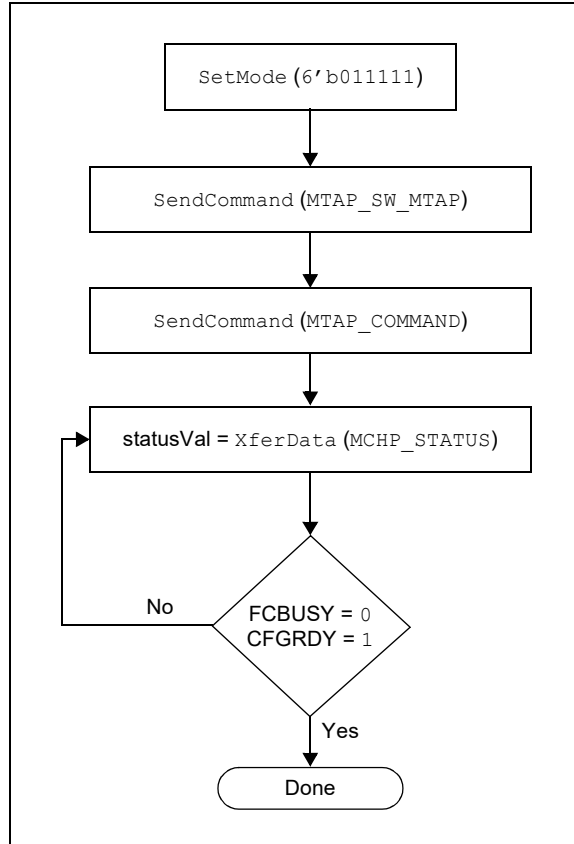 SetMode (6'b011111)
SendCommand (MTAP_SW_MTAP)
SendCommand (MTAP_COMMAND)
statusVal = XferData (MCHP_STATUS)
No
FCBUSY = 0
CFGRDY = 1
Yes
Done